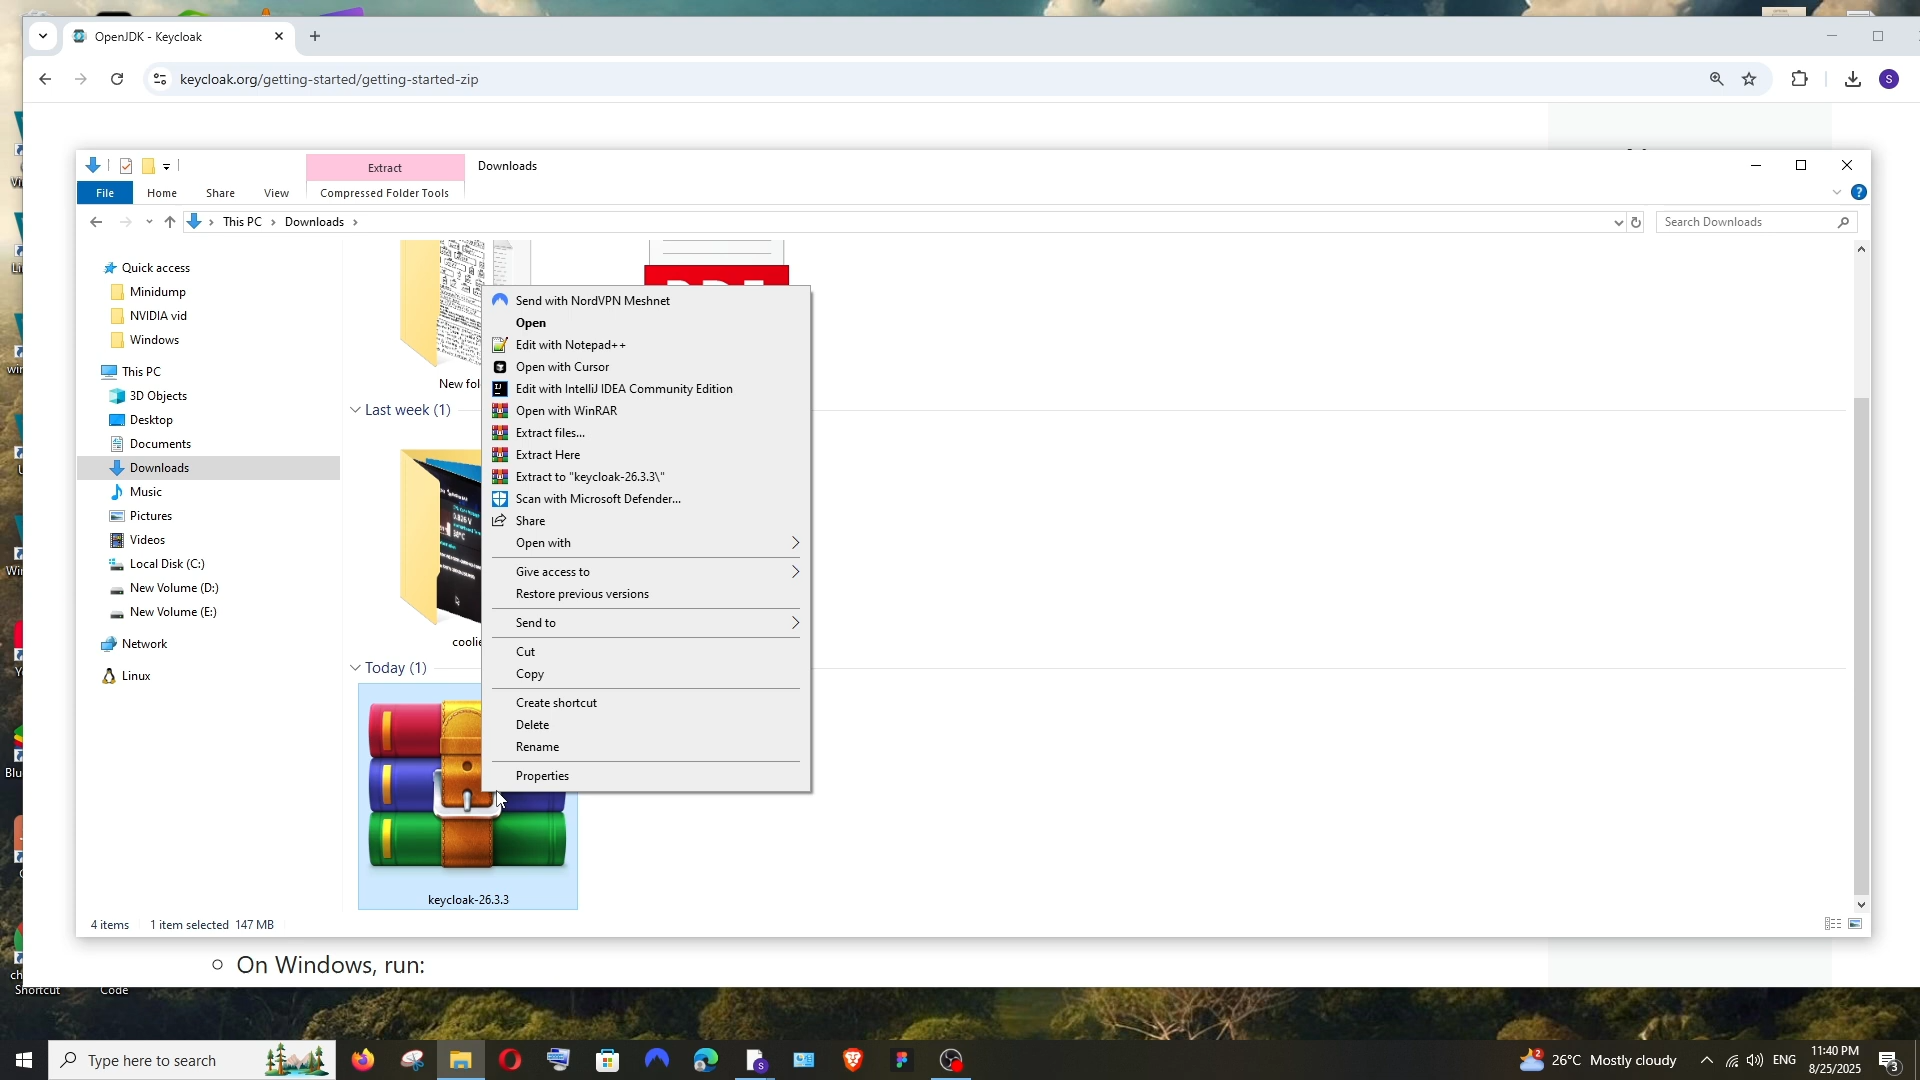 OpenJDK - Keycloak
keycloak.org/getting-started/getting-started-zip
S
Extract
Downloads
File
Home
Share
View
Compressed Folder Tools
This PC
Downloads
Search Downloads
Quick access
Minidump
NVIDIA vid
Windows
This PC
3D Objects
Desktop
Documents
Downloads
Music
Pictures
Videos
Local Disk (C:)
New Volume (D:)
New Volume (E:)
Network
Linux
New fol
Last week (1)
coolie
Today (1)
keycloak-26.3.3
Send with NordVPN Meshnet
Open
Edit with Notepad++
Open with Cursor
Edit with IntelliJ IDEA Community Edition
Open with WinRAR
Extract files...
Extract Here
Extract to "keycloak-26.3.3\"
Scan with Microsoft Defender...
Share
Open with
Give access to
Restore previous versions
Send to
Cut
Copy
Create shortcut
Delete
Rename
Properties
4 items
1 item selected 147 MB
On Windows, run:
Shortcut
Code
Type here to search
26°C Mostly cloudy
ENG
11:40 PM
8/25/2025
3